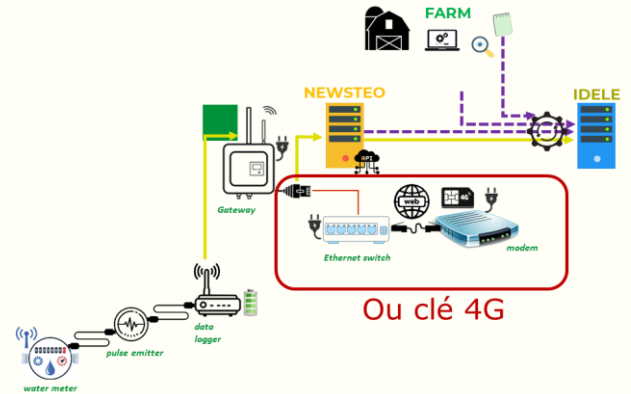 FARM
NEWSTEO
IDELE
API
Gateway
web
4G
Ethernet switch
modem
Ou clé 4G
data
logger
pulse emitter
water meter